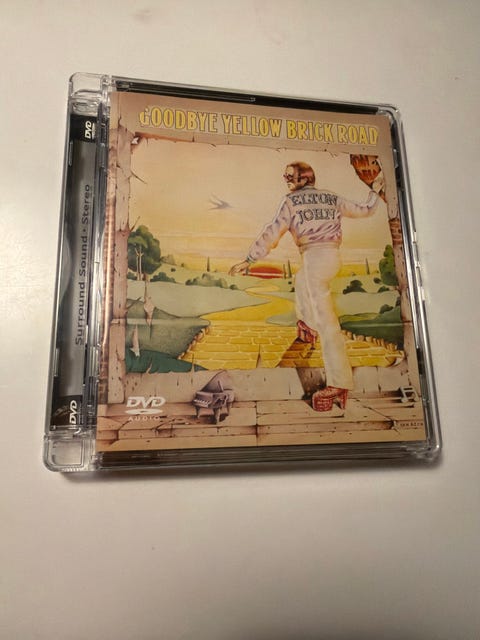 GOODBYE YELLOW BRICK ROAD
ELTON
JOHN
DVD
AUDIO
DVD
Surround Sound • Stereo
DVD